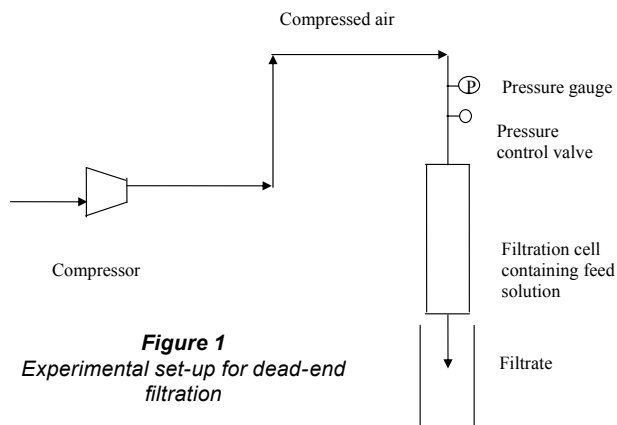 Compressed air
P
Pressure gauge
Pressure
control valve
Compressor
Filtration cell
containing feed
solution
Figure 1
Experimental set-up for dead-end
filtration
Filtrate